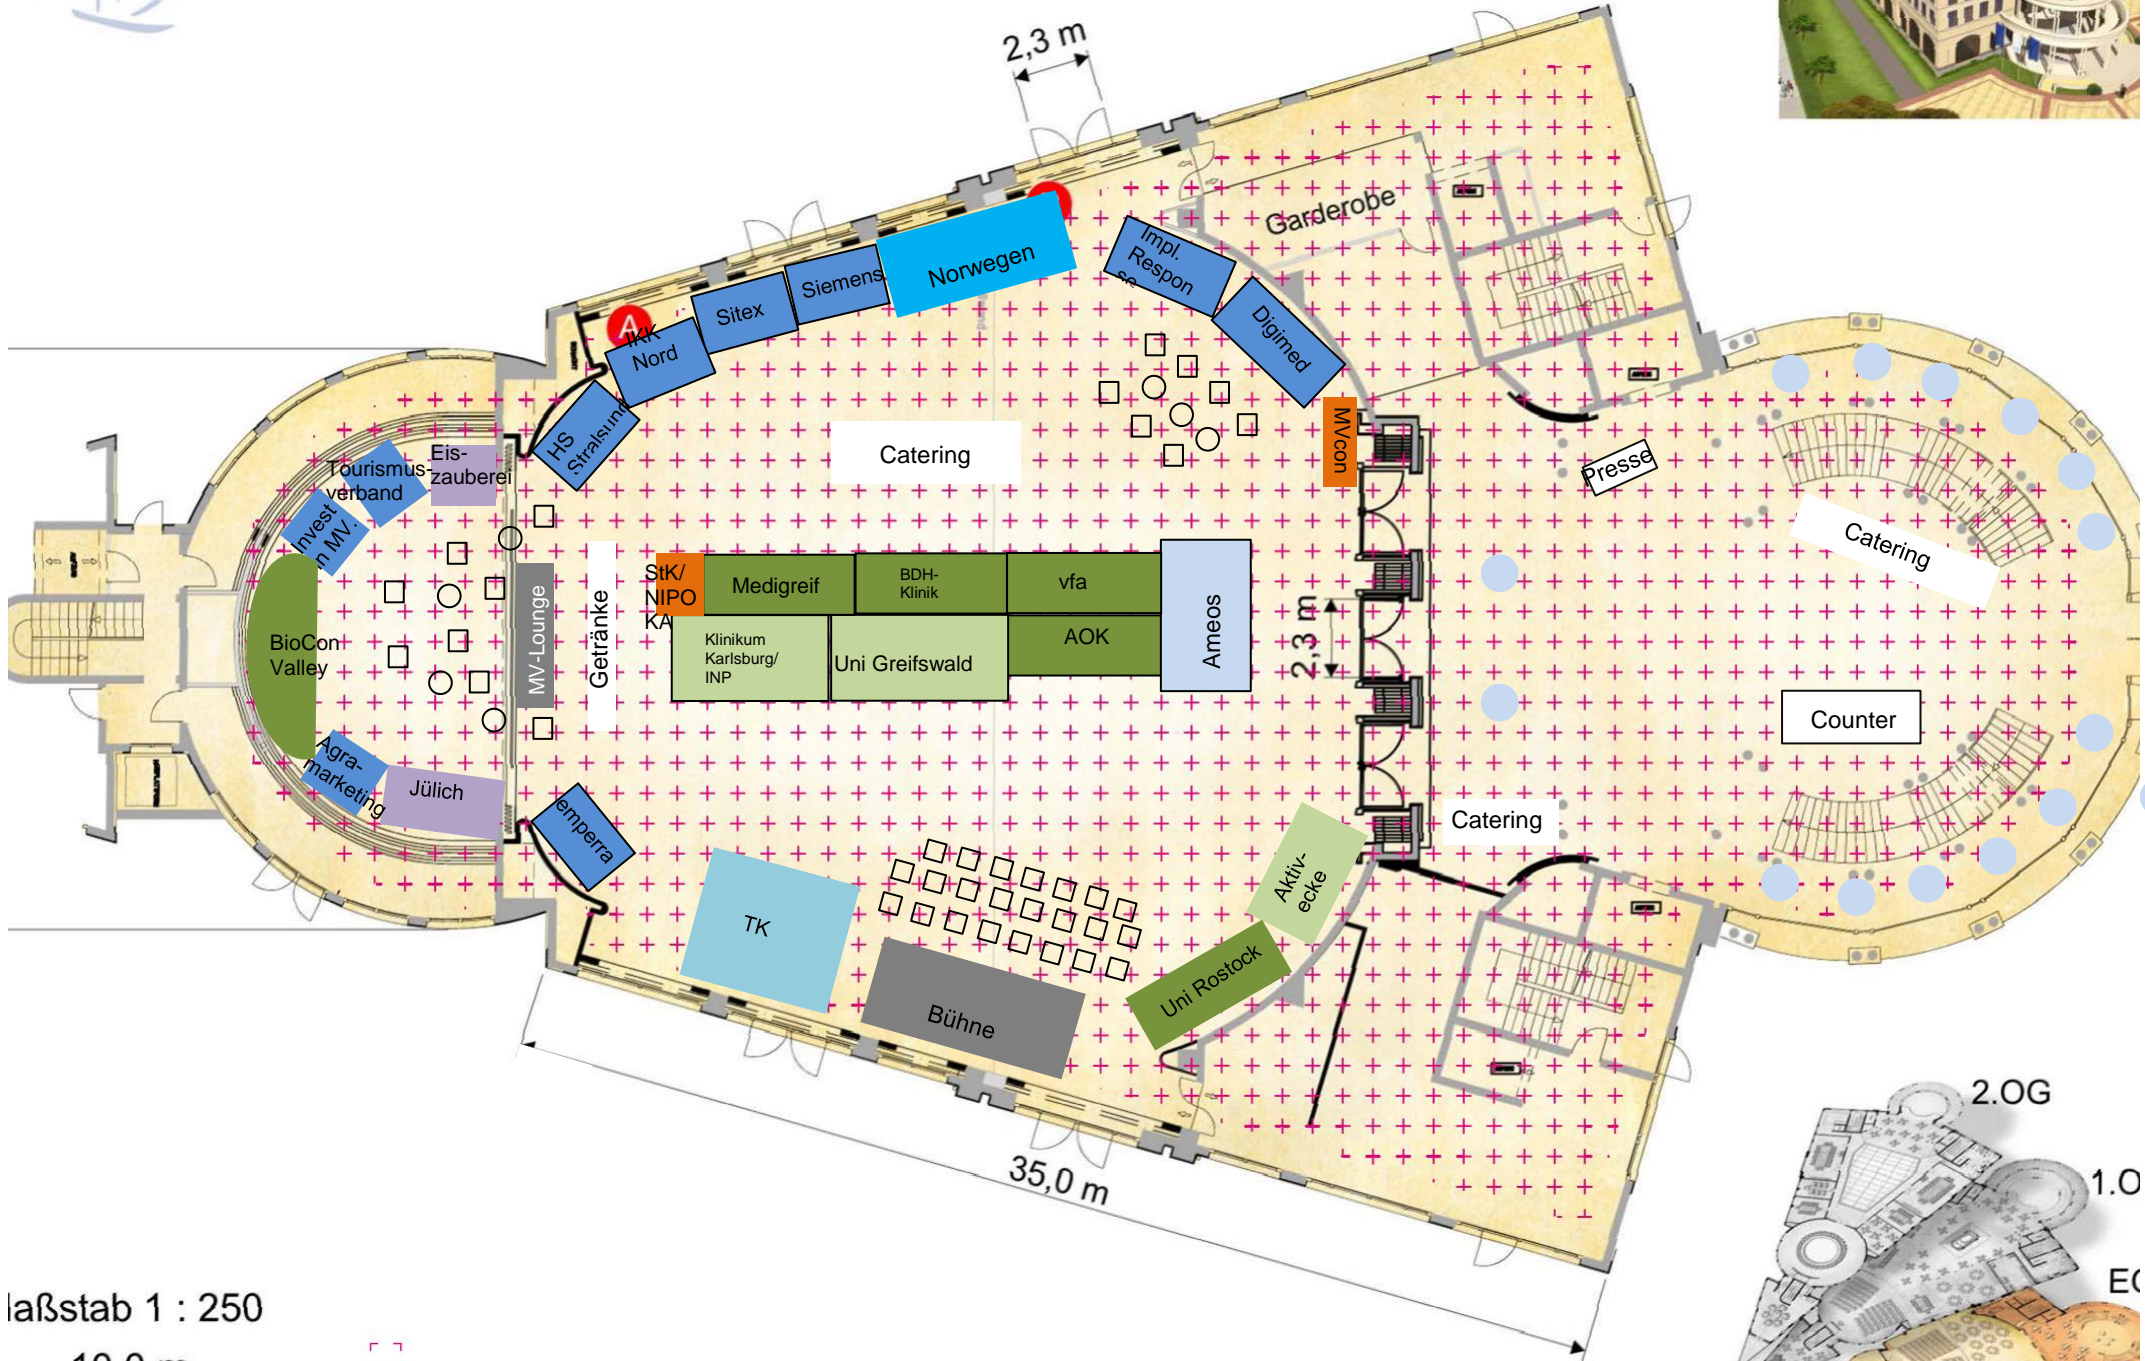 2,3 m
Garderobe
Impl.
Respon
se
Norwegen
Siemens
Sitex
A
IKK
Nord
Digimed
HS
Stralsund
MVcon
Catering
Presse
Catering
Eis-
zauberei
Tourismus-
verband
Invest
in MV.
BioCon
Valley
MV-Lounge
Getränke
StK/
NIPO
KA
Medigreif
BDH-
Klinik
vfa
Klinikum
Karlsburg/
INP
Uni Greifswald
AOK
Ameos
2,3 m
Counter
Agra-
marketing
Jülich
emperra
Catering
Aktiv-
ecke
TK
Uni Rostock
Bühne
35,0 m
2.OG
1.O
EG
aßstab 1 : 250
10,0 m